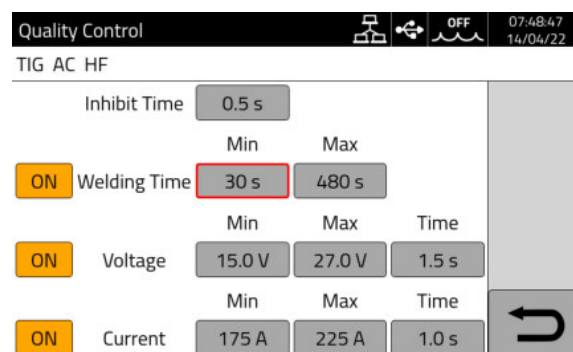 Quality Control OFF 07:48:47
14/04/22
TIG AC HF
Inhibit Time 0.5 s
Min Max
ON Welding Time 30 s 480 s
Min Max Time
ON Voltage 15.0 V 27.0 V 1.5 s
Min Max Time
ON Current 175 A 225 A 1.0 s